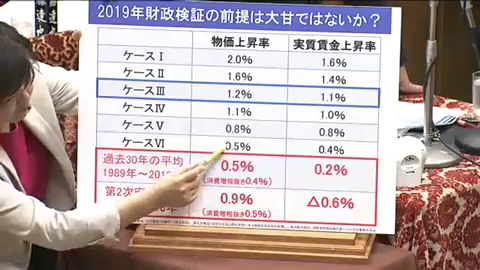 2019年財政検証の前提は大甘ではないか？
物価上昇率 実質賃金上昇率
ケースⅠ 2.0% 1.6%
ケースⅡ 1.6% 1.4%
ケースⅢ 1.2% 1.1%
ケースⅣ 1.1% 1.0%
ケースⅤ 0.8% 0.8%
ケースⅥ 0.5% 0.4%
過去30年の平均 0.5% 0.2%
1989年～201
(消費増税抜き0.4%)
第2次安 0.9% △0.6%
(消費増税抜き0.5%)